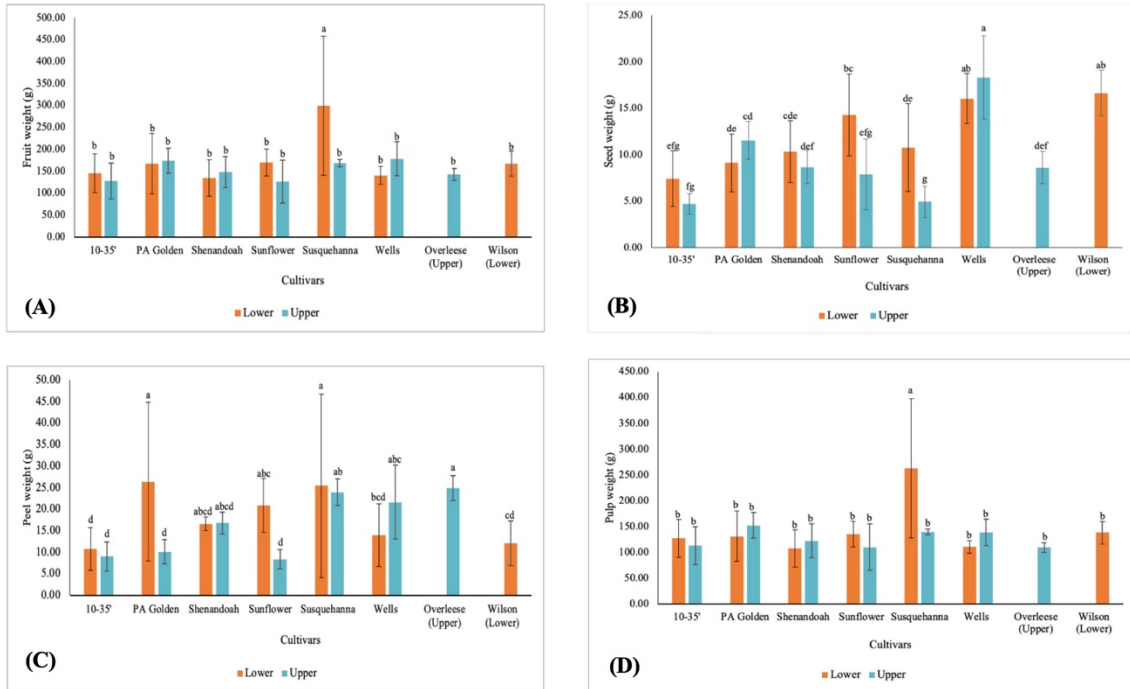 500.00
450.00
400.00
350.00
300.00
250.00
200.00
150.00
100.00
50.00
0.00
Fruit weight (g)
b b b b b b b b a b b b b b
10-35' PA Golden Shenandoah Sunflower Susquehanna Wells Overleese (Upper) Wilson (Lower)
Cultivars
(A)
Lower Upper
25.00
20.00
15.00
10.00
5.00
0.00
Seed weight (g)
efg fg de cd cde def bc efg de g ab a def ab
10-35' PA Golden Shenandoah Sunflower Susquehanna Wells Overleese (Upper) Wilson (Lower)
Cultivars
(B)
Lower Upper
50.00
45.00
40.00
35.00
30.00
25.00
20.00
15.00
10.00
5.00
0.00
Peel weight (g)
d d a d abcd abcd abc d a ab bcd abc a cd
10-35' PA Golden Shenandoah Sunflower Susquehanna Wells Overleese (Upper) Wilson (Lower)
Cultivars
(C)
Lower Upper
450.00
400.00
350.00
300.00
250.00
200.00
150.00
100.00
50.00
0.00
Pulp weight (g)
b b b b b b b b a b b b b b
10-35' PA Golden Shenandoah Sunflower Susquehanna Wells Overleese (Upper) Wilson (Lower)
Cultivars
(D)
Lower Upper